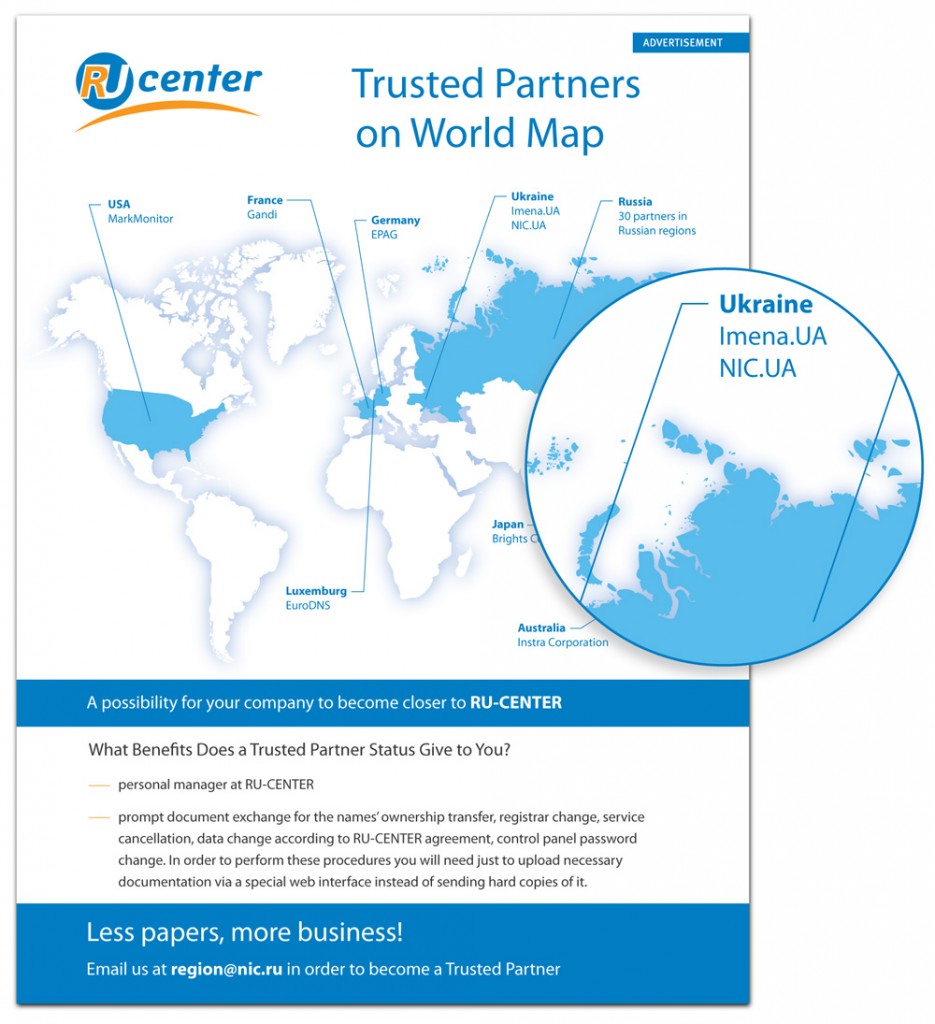 ADVERTISEMENT
RU center
Trusted Partners
on World Map
USA
MarkMonitor
France
Gandi
Germany
EPAG
Ukraine
Imena.UA
NIC.UA
Russia
30 partners in
Russian regions
Ukraine
Imena.UA
NIC.UA
Japan
Brights
Luxemburg
EuroDNS
Australia
Instra Corporation
A possibility for your company to become closer to RU-CENTER
What Benefits Does a Trusted Partner Status Give to You?
— personal manager at RU-CENTER
— prompt document exchange for the names' ownership transfer, registrar change, service
cancellation, data change according to RU-CENTER agreement, control panel password
change. In order to perform these procedures you will need just to upload necessary
documentation via a special web interface instead of sending hard copies of it.
Less papers, more business!
Email us at region@nic.ru in order to become a Trusted Partner